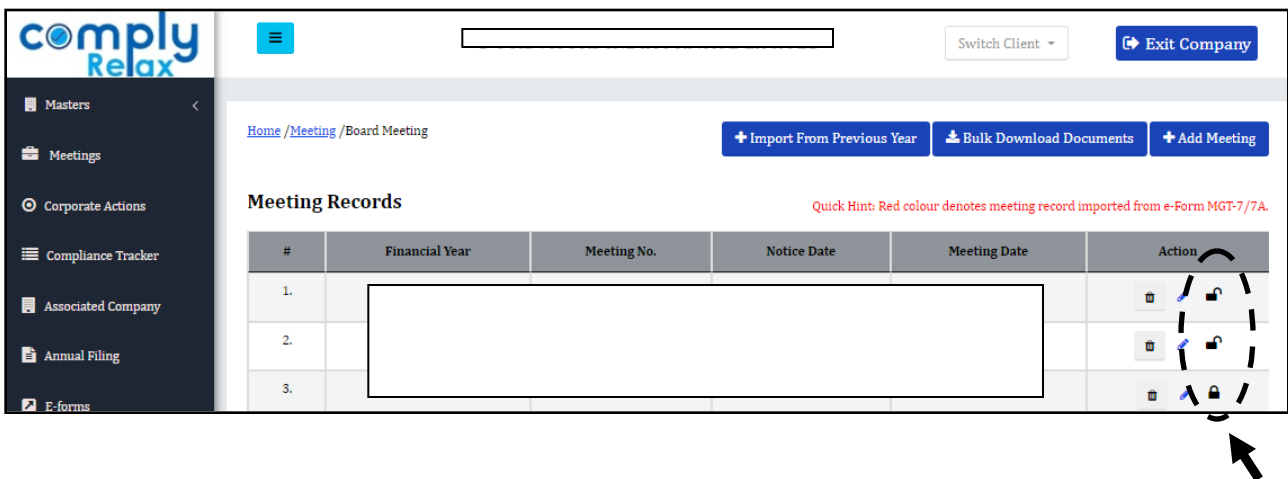 comply
Relax
Switch Client
Exit Company
Masters
Meetings
Corporate Actions
Compliance Tracker
Associated Company
Annual Filing
E-forms
Home /Meeting /Board Meeting
Import From Previous Year
Bulk Download Documents
Add Meeting
Meeting Records
Quick Hint: Red colour denotes meeting record imported from e-Form MGT-7/7A.
# Financial Year Meeting No. Notice Date Meeting Date Action
1.
2.
3.